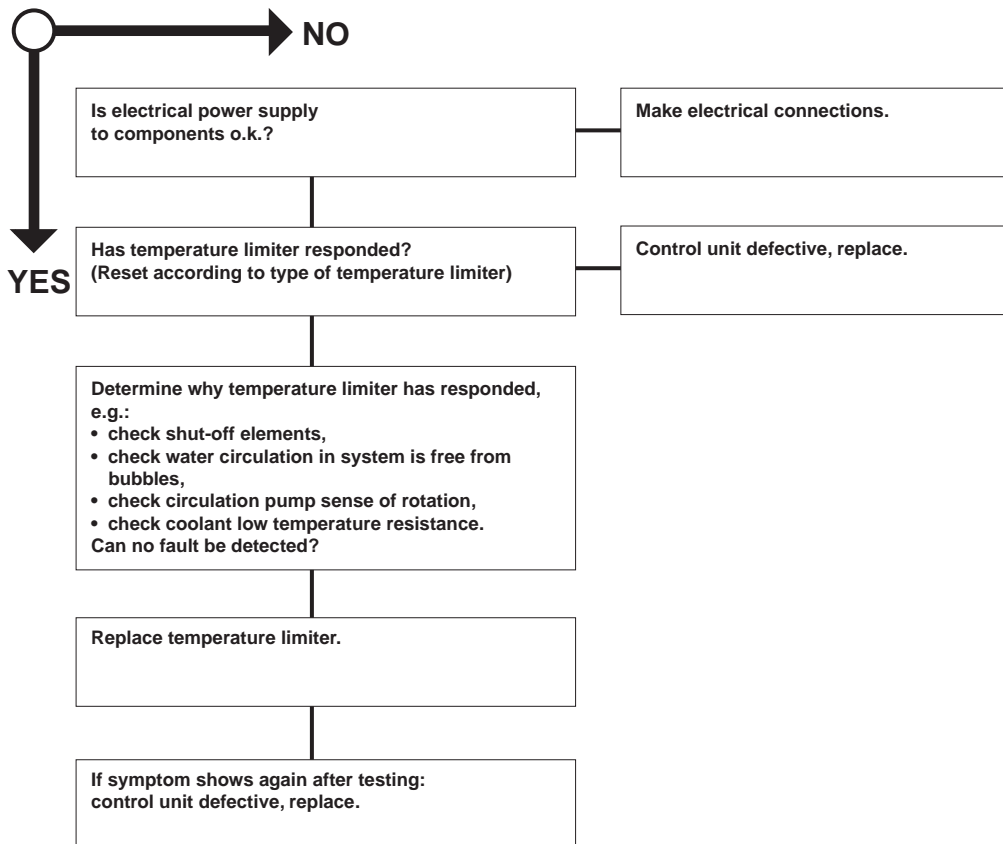 NO
YES
Is electrical power supply
to components o.k.?
Make electrical connections.
Has temperature limiter responded?
(Reset according to type of temperature limiter)
Control unit defective, replace.
Determine why temperature limiter has responded,
e.g.:
• check shut-off elements,
• check water circulation in system is free from
bubbles,
• check circulation pump sense of rotation,
• check coolant low temperature resistance.
Can no fault be detected?
Replace temperature limiter.
If symptom shows again after testing:
control unit defective, replace.